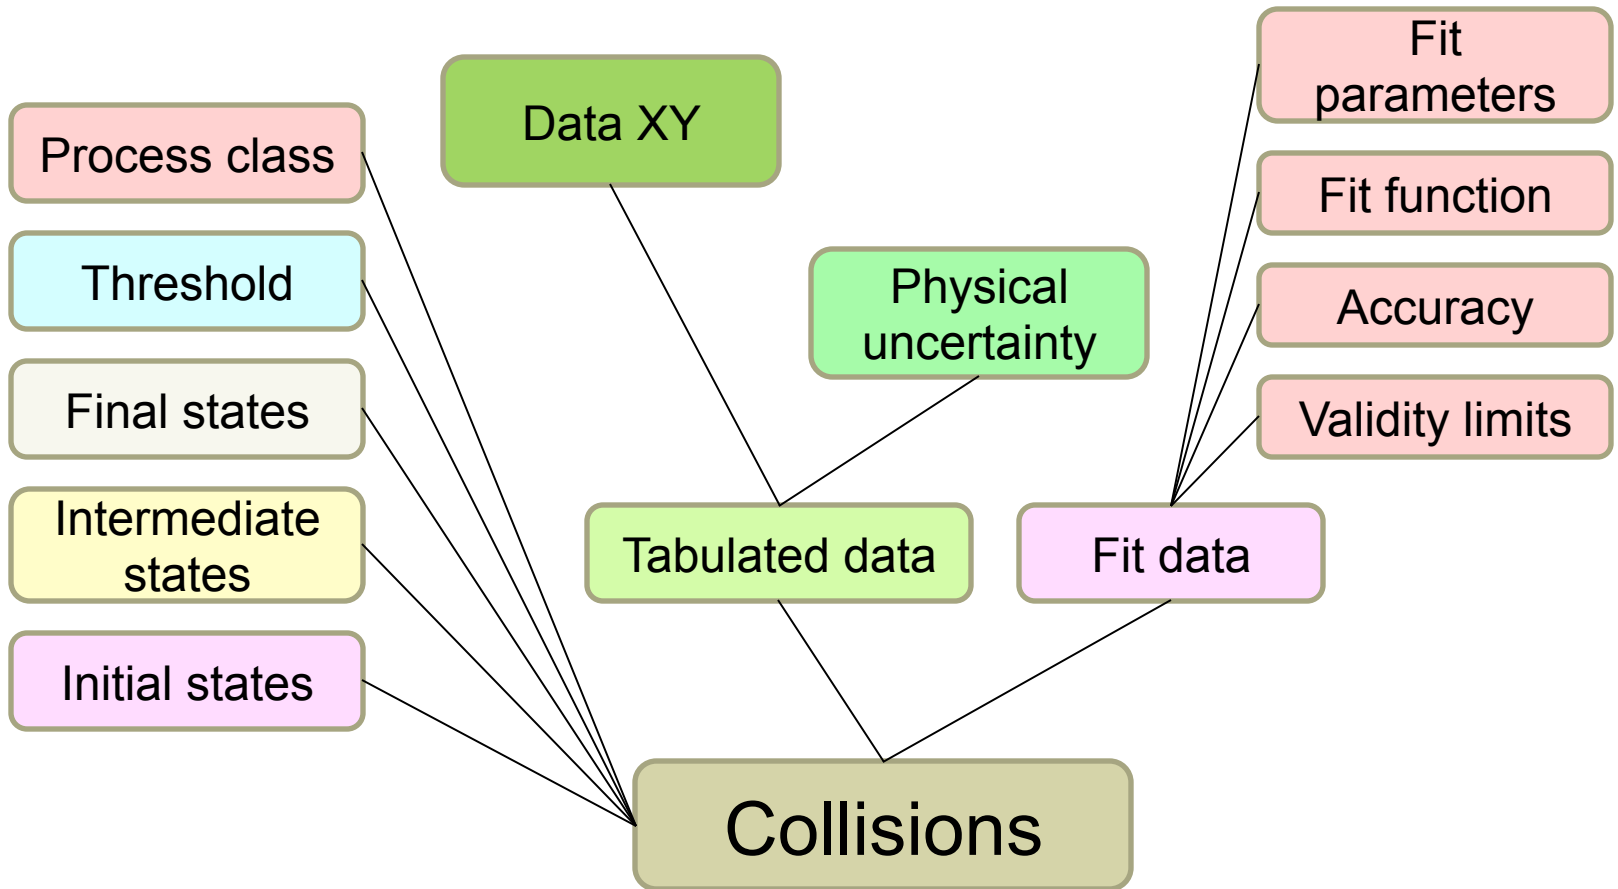 Process class
Threshold
Final states
Intermediate
states
Initial states
Data XY
Physical
uncertainty
Tabulated data
Fit
parameters
Fit function
Accuracy
Validity limits
Fit data
Collisions